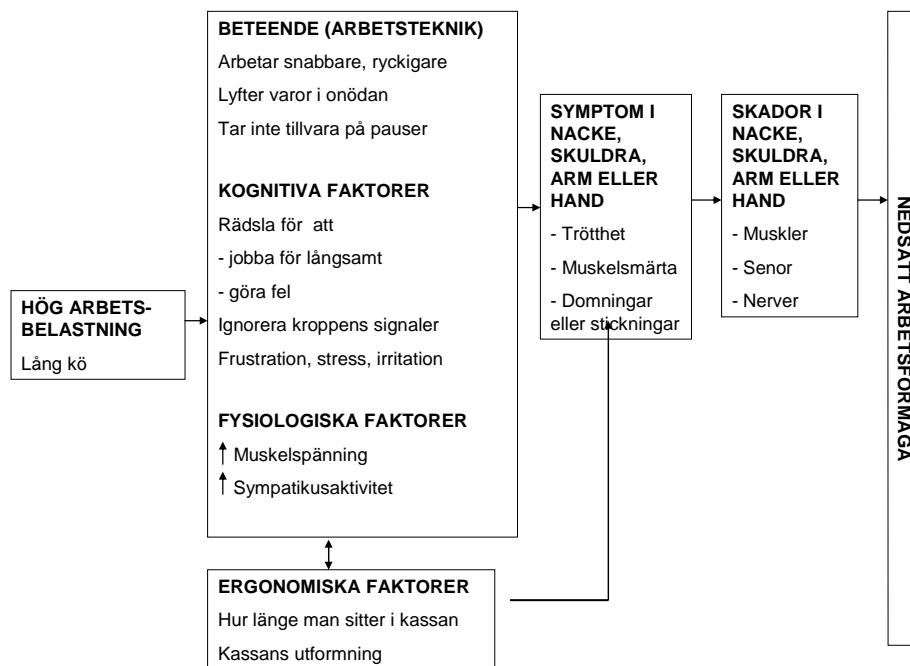 HÖG ARBETS-
BELASTNING
Lång kö
BETEENDE (ARBETSTEKNIK)
Arbetar snabbare, ryckigare
Lyfter varor i onödan
Tar inte tillvara på pauser
KOGNITIVA FAKTORER
Rädsla för att
- jobba för långsamt
- göra fel
Ignorera kroppens signaler
Frustration, stress, irritation
FYSIOLOGISKA FAKTORER
↑ Muskelspänning
↑ Sympatikusaktivitet
ERGONOMISKA FAKTORER
Hur länge man sitter i kassan
Kassans utformning
SYMPTOM I
NACKE,
SKULDRA,
ARM ELLER
HAND
- Trötthet
- Muskelsmärta
- Domningar
eller stickningar
SKADOR I
NACKE,
SKULDRA,
ARM ELLER
HAND
- Muskler
- Senor
- Nerver
NEDSATT ARBETSFÖRMÅGA